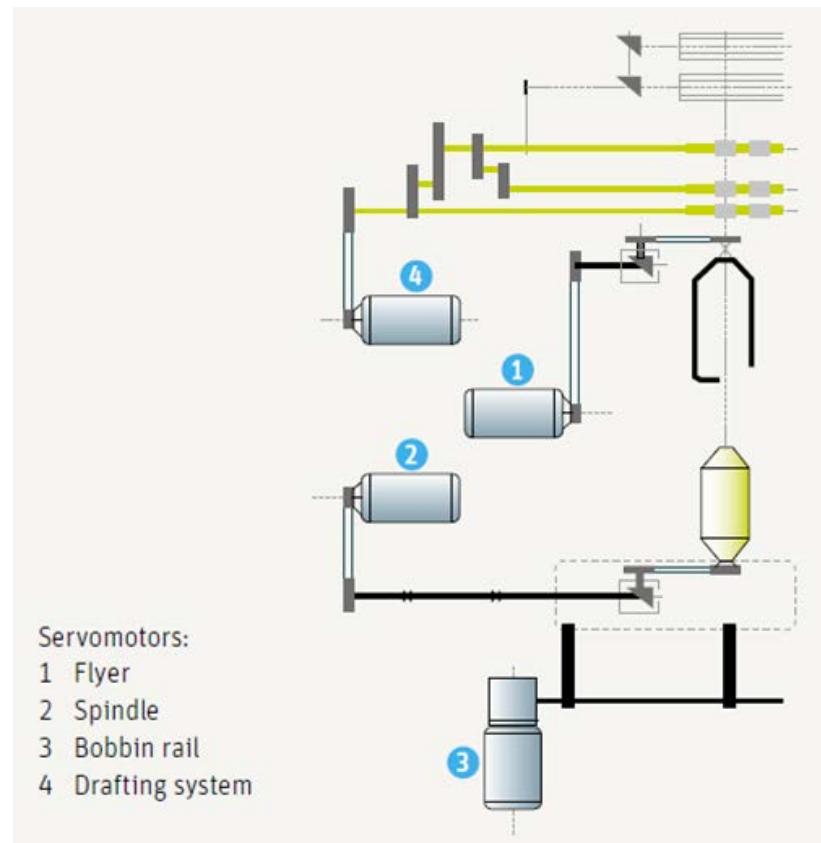 4
1
2
Servomotors:
1 Flyer
2 Spindle
3 Bobbin rail
4 Drafting system
3